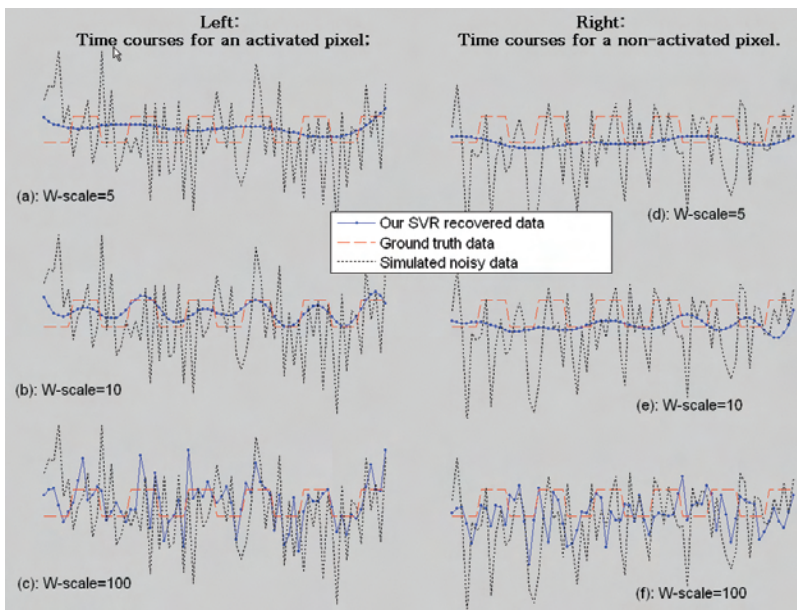 Left:
Time courses for an activated pixel:
Right:
Time courses for a non-activated pixel.
(a): W-scale=5
(d): W-scale=5
Our SVR recovered data
Ground truth data
Simulated noisy data
(b): W-scale=10
(e): W-scale=10
(c): W-scale=100
(f): W-scale=100